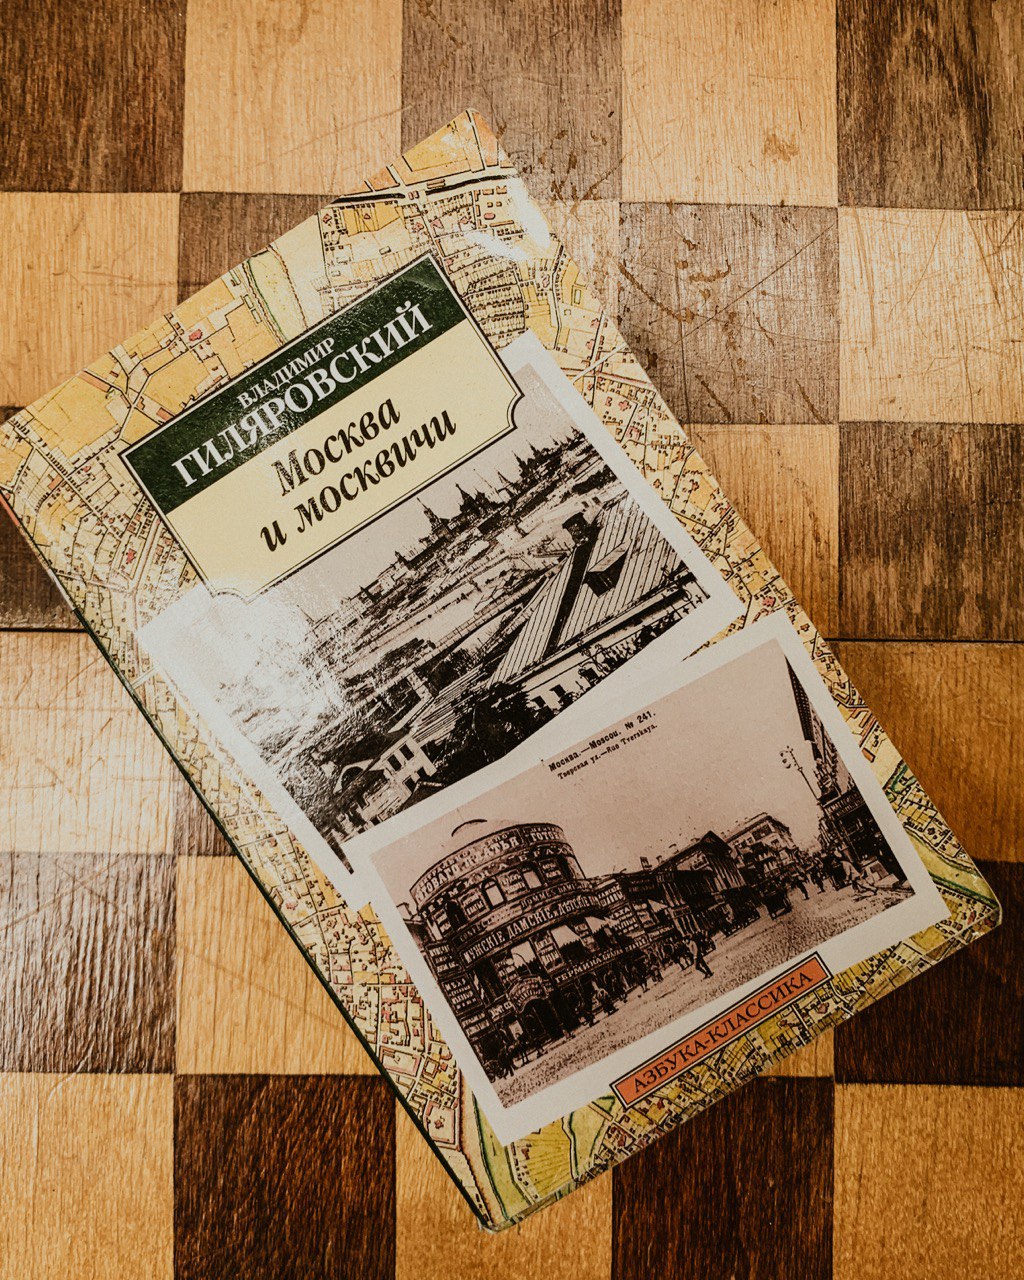 ВЛАДИМИР
ГИЛЯРОВСКИЙ
Москва
и москвичи
Москва.—Moscou. № 241.
Тверская ул.—Rue Tverskaya.
АЗБУКА-КЛАССИКА